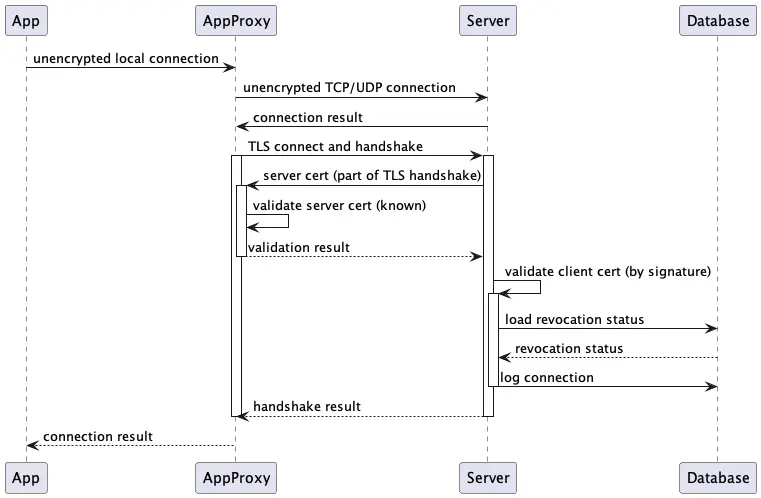 App AppProxy Server Database
unencrypted local connection
unencrypted TCP/UDP connection
connection result
TLS connect and handshake
server cert (part of TLS handshake)
validate server cert (known)
validation result
validate client cert (by signature)
load revocation status
revocation status
log connection
handshake result
connection result
App AppProxy Server Database